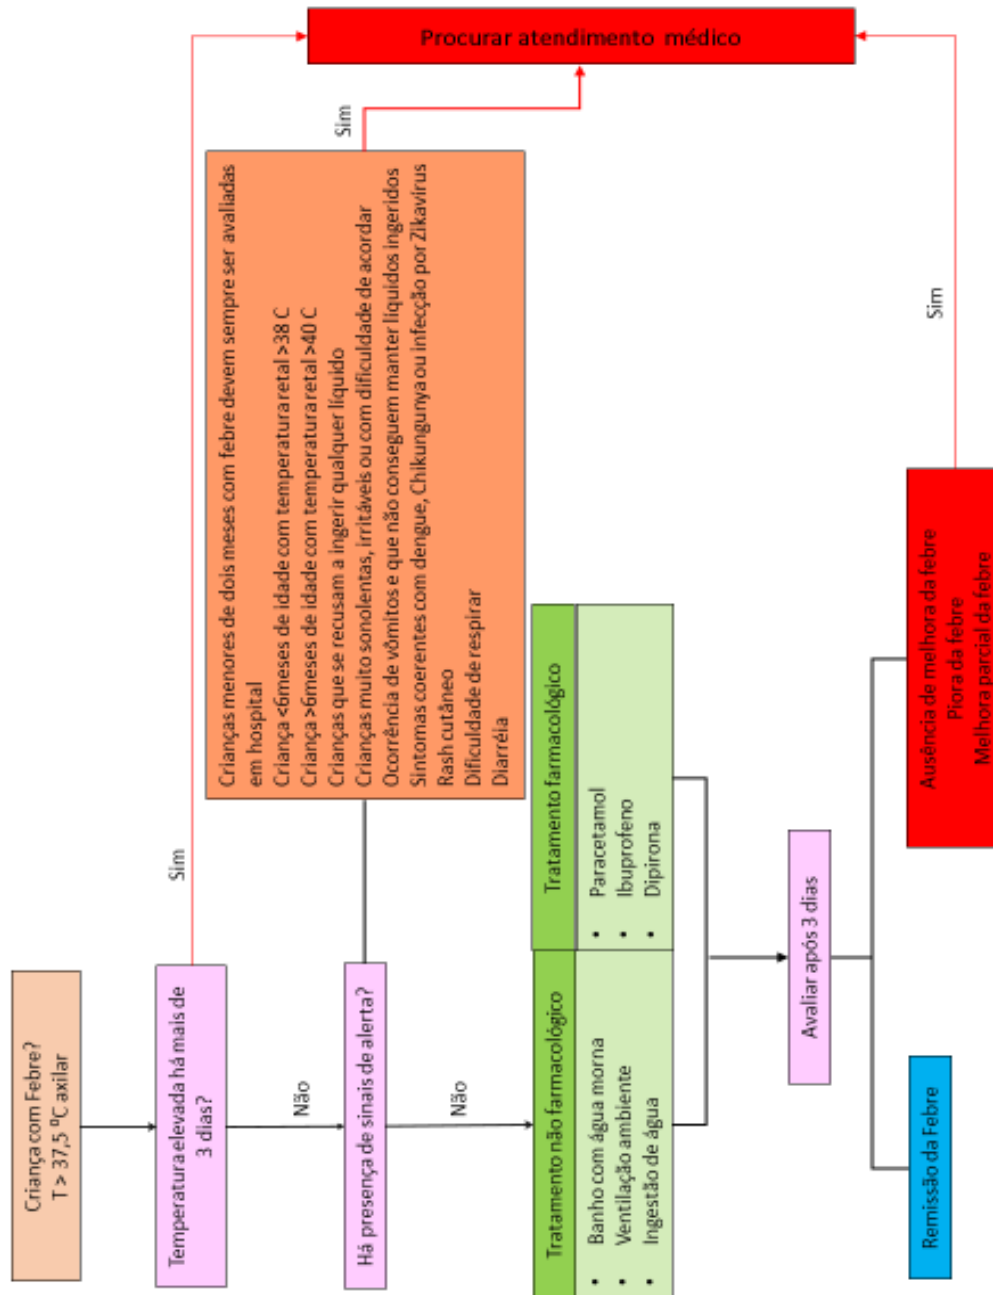 Criança com Febre?
T > 37,5 ºC axilar
Temperatura elevada há mais de
3 dias?
Sim
Procurar atendimento médico
Não
Há presença de sinais de alerta?
Crianças menores de dois meses com febre devem sempre ser avaliadas
em hospital
Criança <6meses de idade com temperatura retal >38 C
Criança >6meses de idade com temperatura retal >40 C
Crianças que se recusam a ingerir qualquer líquido
Crianças muito sonolentas, irritáveis ou com dificuldade de acordar
Ocorrência de vômitos e que não conseguem manter líquidos ingeridos
Sintomas coerentes com dengue, Chikungunya ou infecção por Zikavírus
Rash cutâneo
Dificuldade de respirar
Diarréia
Sim
Não
Tratamento não farmacológico
• Banho com água morna
• Ventilação ambiente
• Ingestão de água
Tratamento farmacológico
• Paracetamol
• Ibuprofeno
• Dipirona
Avaliar após 3 dias
Remissão da Febre
Ausência de melhora da febre
Piora da febre
Melhora parcial da febre
Sim